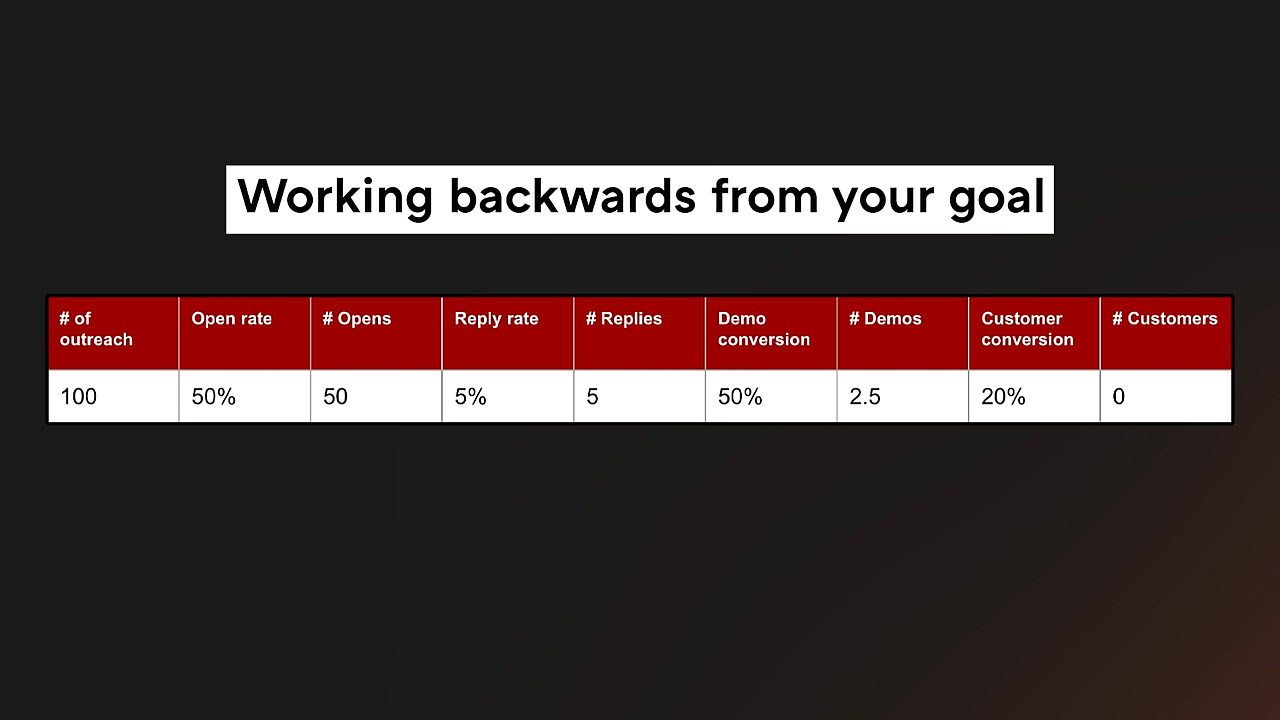 Working backwards from your goal
# of outreach | Open rate | # Opens | Reply rate | # Replies | Demo conversion | # Demos | Customer conversion | # Customers
100 | 50% | 50 | 5% | 5 | 50% | 2.5 | 20% | 0